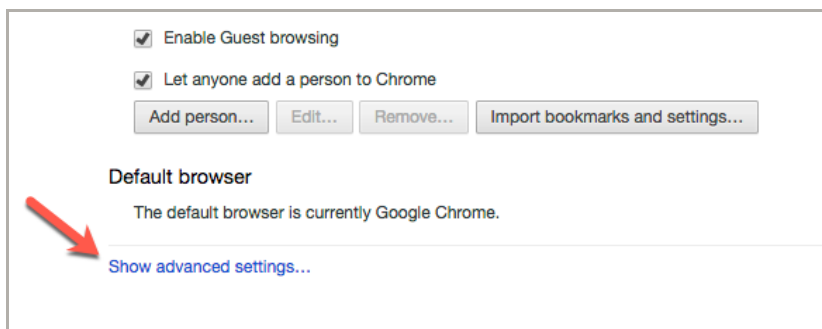 Enable Guest browsing
Let anyone add a person to Chrome
Add person... Edit... Remove... Import bookmarks and settings...
Default browser
The default browser is currently Google Chrome.
Show advanced settings...